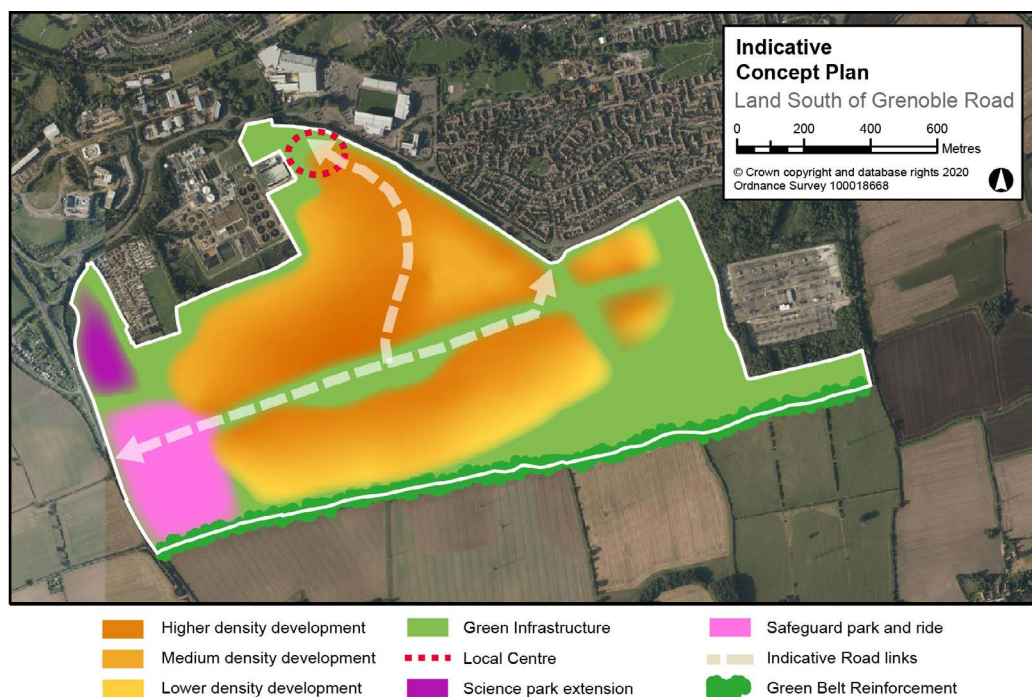 Indicative
Concept Plan
Land South of Grenoble Road
0 200 400 600
Metres
© Crown copyright and database rights 2020
Ordnance Survey 100018668
Higher density development
Medium density development
Lower density development
Green Infrastructure
Local Centre
Science park extension
Safeguard park and ride
Indicative Road links
Green Belt Reinforcement